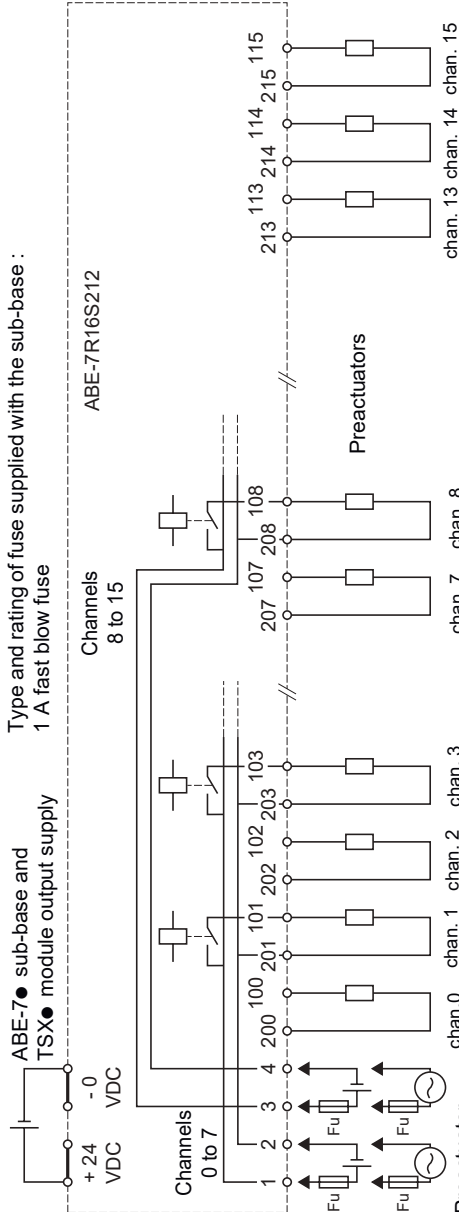 ABE-7● sub-base and
TSX● module output supply
Type and rating of fuse supplied with the sub-base :
1 A fast blow fuse
+ 24
VDC
- 0
VDC
ABE-7R16S212
Channels
0 to 7
Channels
8 to 15
1 2 3 4 200 100 201 101 202 102 203 103 207 107 208 108 213 113 214 114 215 115
Fu Fu
Fu Fu
Preactuators
chan.0 chan. 1 chan. 2 chan. 3 chan. 7 chan. 8 chan. 13 chan. 14 chan. 15